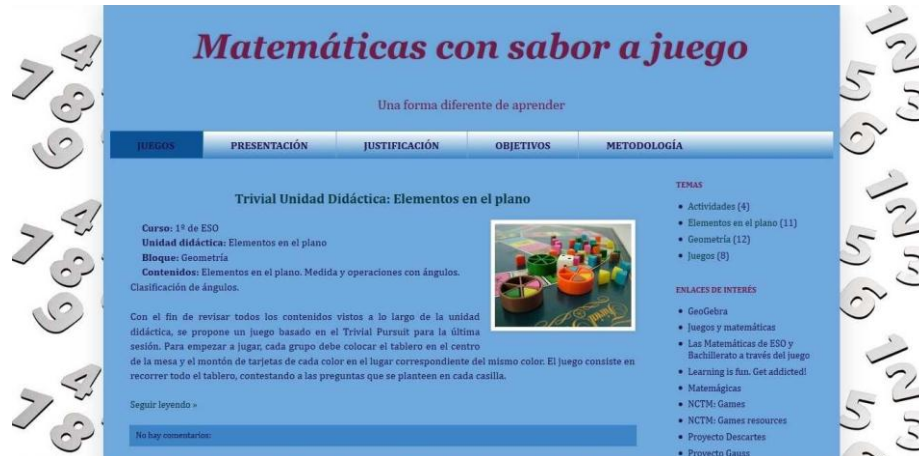 Matemáticas con sabor a juego
Una forma diferente de aprender
JUEGOS PRESENTACIÓN JUSTIFICACIÓN OBJETIVOS METODOLOGÍA
Trivial Unidad Didáctica: Elementos en el plano
Curso: 1º de ESO
Unidad didáctica: Elementos en el plano
Bloque: Geometría
Contenidos: Elementos en el plano. Medida y operaciones con ángulos.
Clasificación de ángulos.
Con el fin de revisar todos los contenidos vistos a lo largo de la unidad
didáctica, se propone un juego basado en el Trivial Pursuit para la última
sesión. Para empezar a jugar, cada grupo debe colocar el tablero en el centro
de la mesa y el montón de tarjetas de cada color en el lugar correspondiente del mismo color. El juego consiste en
recorrer todo el tablero, contestando a las preguntas que se planteen en cada casilla.
Seguir leyendo »
No hay comentarios:
TEMAS
Actividades (4)
Elementos en el plano (11)
Geometría (12)
Juegos (8)
ENLACES DE INTERÉS
GeoGebra
Juegos y matemáticas
Las Matemáticas de ESO y
Bachillerato a través del juego
Learning is fun. Get addicted!
Matemágicas
NCTM: Games
NCTM: Games resources
Proyecto Descartes
Proyecto Gauss